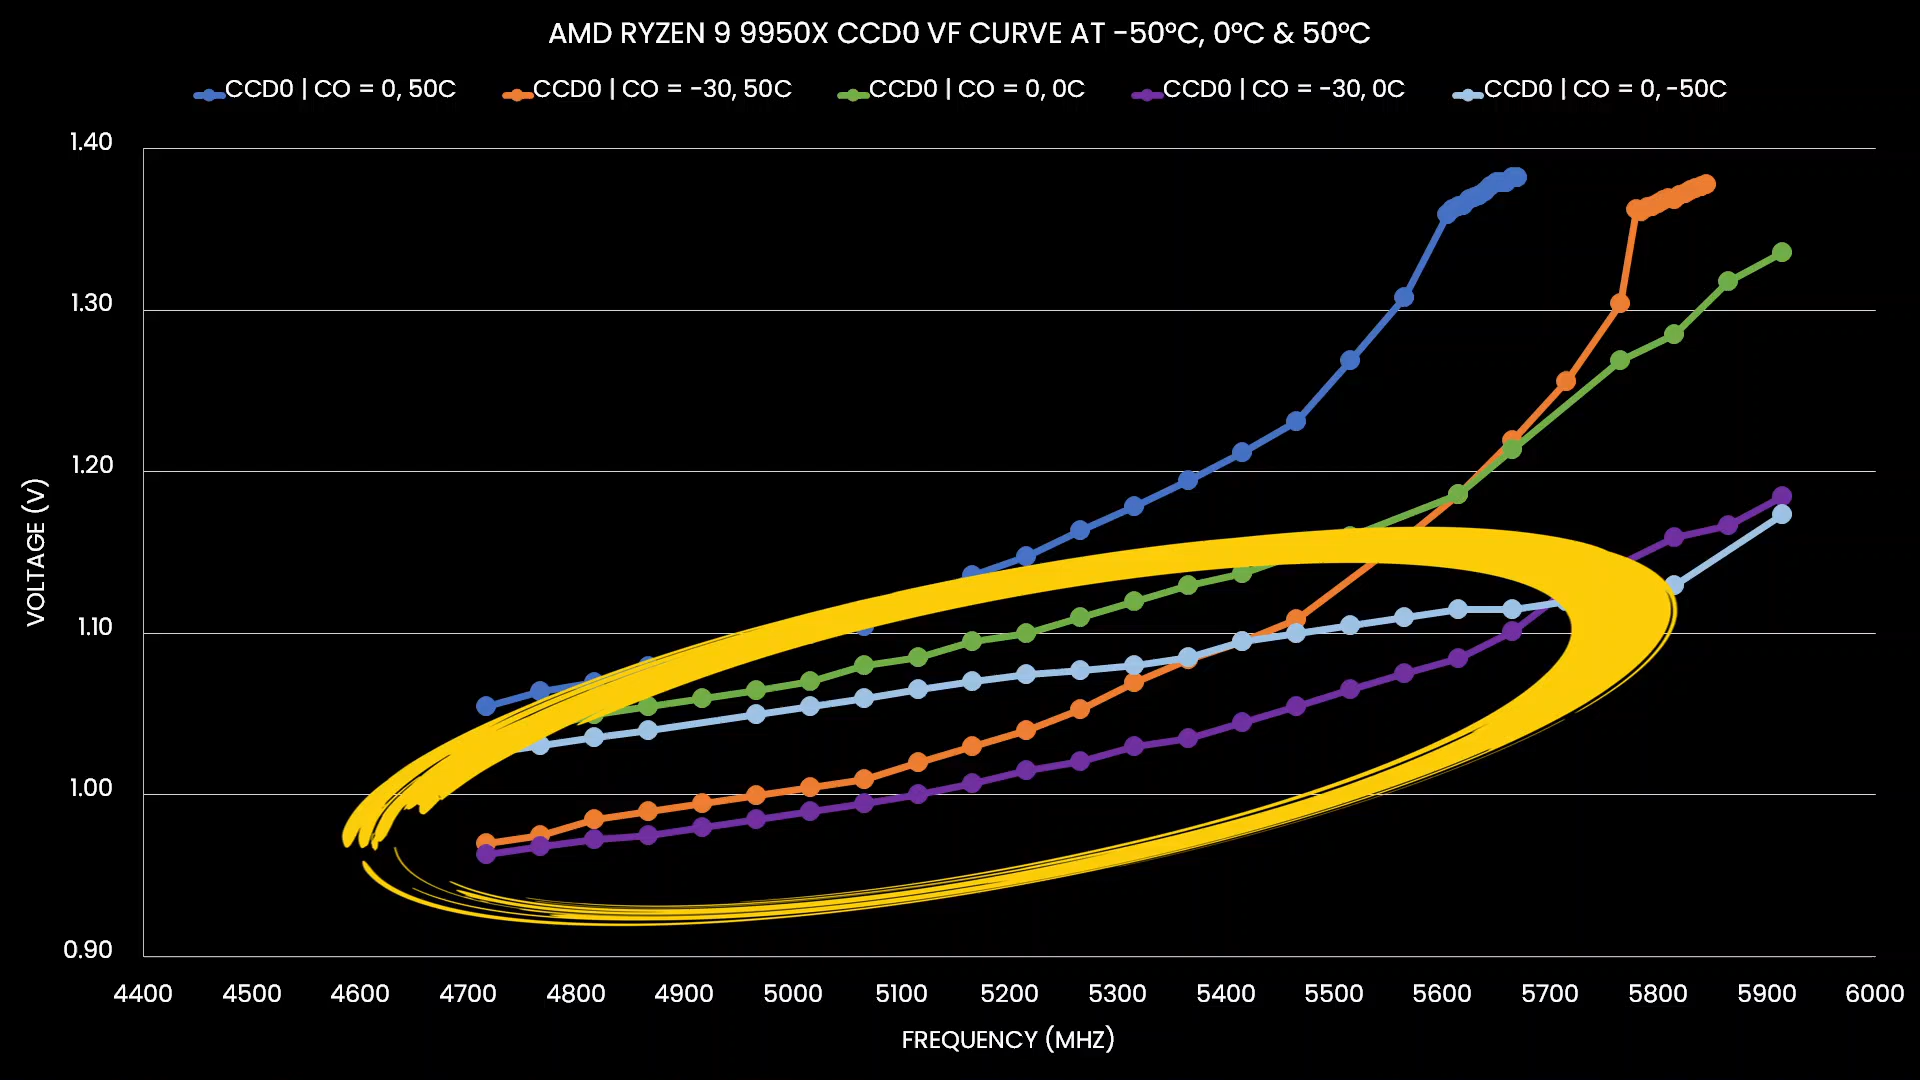 AMD RYZEN 9 9950X CCD0 VF CURVE AT -50°C, 0°C & 50°C
CCD0 | CO = 0, 50C
CCD0 | CO = -30, 50C
CCD0 | CO = 0, 0C
CCD0 | CO = -30, 0C
CCD0 | CO = 0, -50C
1.40
1.30
1.20
1.10
1.00
0.90
VOLTAGE (V)
4400 4500 4600 4700 4800 4900 5000 5100 5200 5300 5400 5500 5600 5700 5800 5900 6000
FREQUENCY (MHZ)